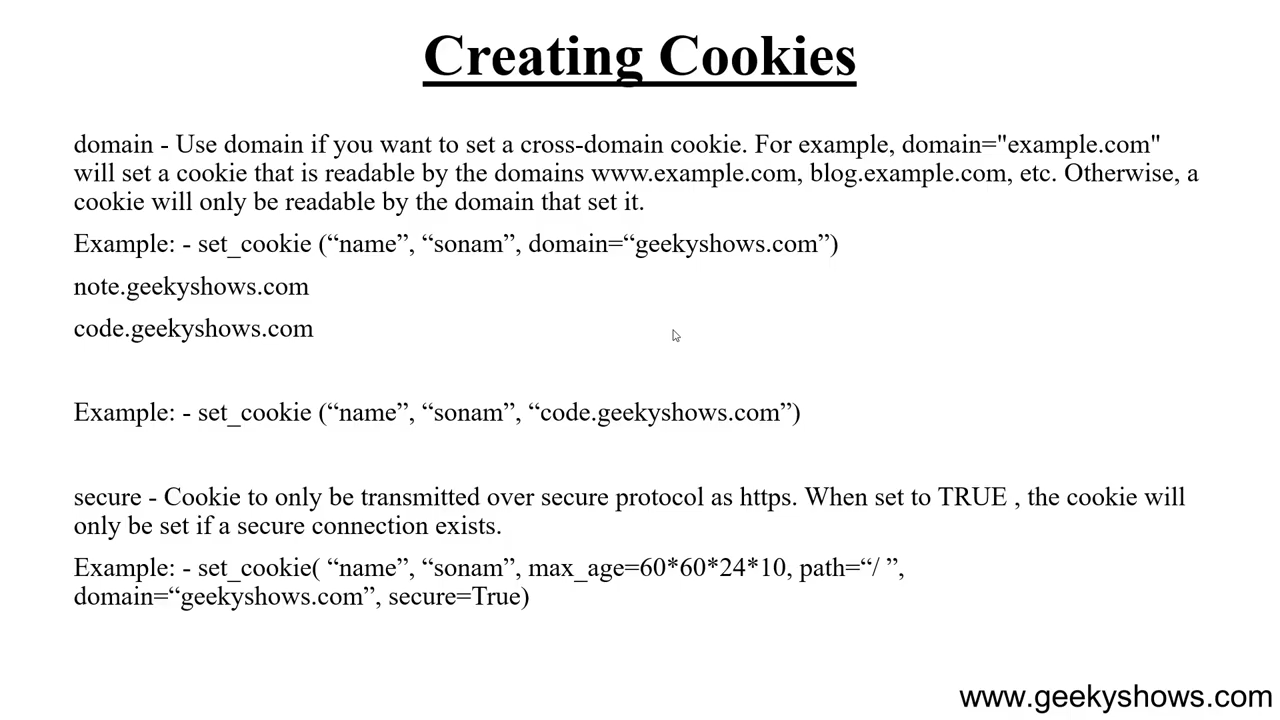 Creating Cookies
domain - Use domain if you want to set a cross-domain cookie. For example, domain="example.com"
will set a cookie that is readable by the domains www.example.com, blog.example.com, etc. Otherwise, a
cookie will only be readable by the domain that set it.
Example: - set_cookie (“name”, “sonam”, domain=“geekyshows.com”)
note.geekyshows.com
code.geekyshows.com
Example: - set_cookie (“name”, “sonam”, “code.geekyshows.com”)
secure - Cookie to only be transmitted over secure protocol as https. When set to TRUE , the cookie will
only be set if a secure connection exists.
Example: - set_cookie( “name”, “sonam”, max_age=60*60*24*10, path=“/ ”,
domain=“geekyshows.com”, secure=True)
www.geekyshows.com